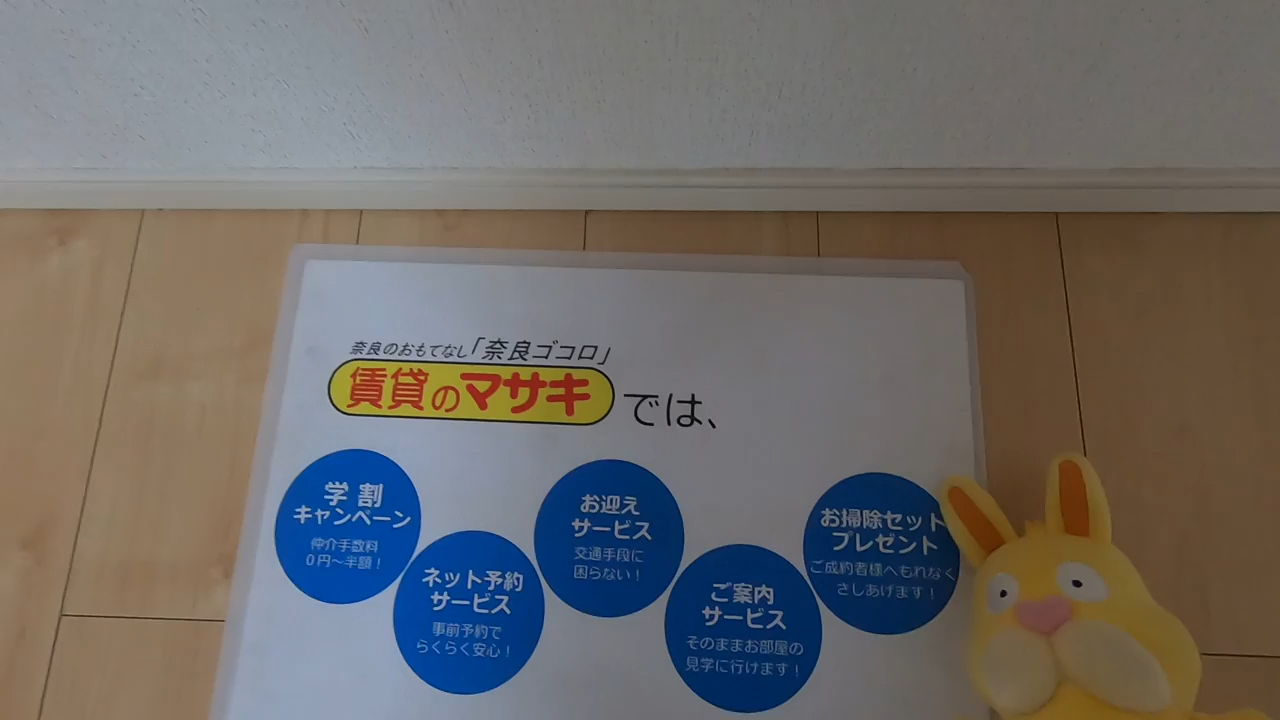 奈良のおもてなし「奈良ゴコロ」
賃貸のマサキでは、
学割
キャンペーン
仲介手数料
0円〜半額！
ネット予約
サービス
事前予約で
らくらく安心！
お迎え
サービス
交通手段に
困らない！
ご案内
サービス
そのままお部屋の
見学に行けます！
お掃除セット
プレゼント
ご成約者様へもれなく
さしあげます！